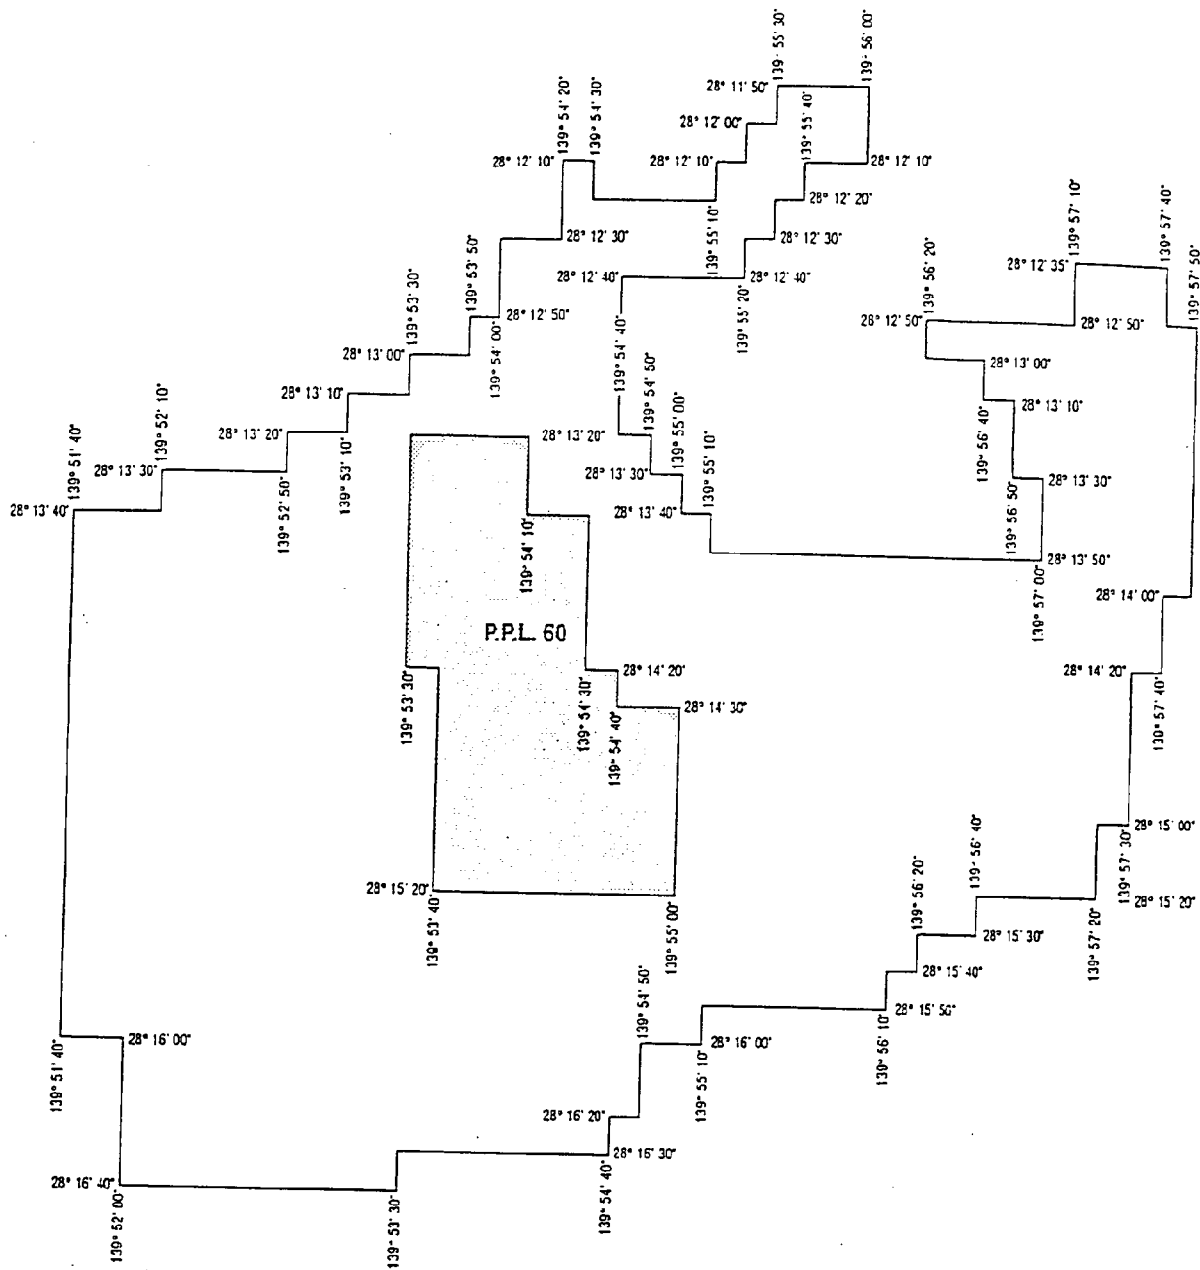 139° 55' 30"
139° 56' 00"
28° 11' 50"
139° 54' 20"
139° 54' 30"
28° 12' 00"
139° 55' 40"
28° 12' 10"
28° 12' 10"
28° 12' 10"
28° 12' 20"
139° 55' 10"
139° 57' 10"
139° 57' 40"
139° 53' 50"
28° 12' 30"
28° 12' 30"
139° 56' 20"
28° 12' 35"
139° 57' 50"
28° 12' 40"
28° 12' 40"
139° 53' 30"
139° 55' 20"
28° 12' 50"
139° 54' 00"
139° 54' 40"
26° 12' 50"
28° 12' 50"
28° 13' 00"
28° 13' 00"
139° 52' 10"
28° 13' 10"
139° 54' 50"
28° 13' 10"
139° 56' 40"
139° 51' 40"
28° 13' 20"
139° 53' 10"
28° 13' 20"
139° 55' 00"
139° 55' 10"
28° 13' 30"
28° 13' 30"
28° 13' 30"
139° 56' 50"
28° 13' 40"
139° 52' 50"
28° 13' 40"
139° 54' 10"
28° 13' 50"
139° 57' 00"
28° 14' 00"
P.P.L. 60
28° 14' 20"
28° 14' 20"
139° 53' 30"
139° 54' 30"
139° 54' 40"
28° 14' 30"
139° 57' 40"
28° 15' 00"
139° 57' 30"
139° 56' 40"
139° 56' 20"
28° 15' 20"
28° 15' 20"
139° 53' 40"
139° 55' 00"
139° 57' 20"
28° 15' 30"
28° 15' 40"
139° 54' 50"
28° 15' 50"
139° 56' 10"
28° 16' 00"
28° 16' 00"
139° 51' 40"
139° 55' 10"
28° 16' 20"
28° 16' 30"
139° 54' 40"
28° 16' 40"
139° 52' 00"
139° 53' 30"